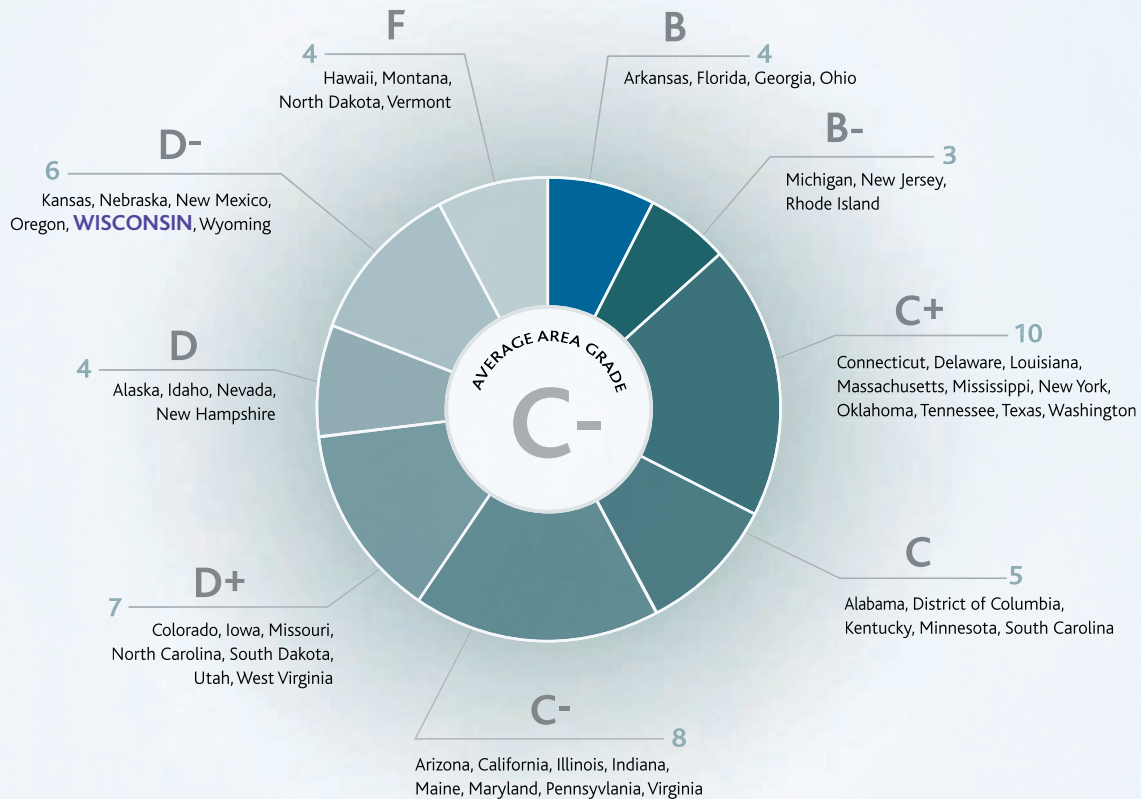 F
4
Hawaii, Montana,
North Dakota, Vermont
B
4
Arkansas, Florida, Georgia, Ohio
B-
3
Michigan, New Jersey,
Rhode Island
C+
10
Connecticut, Delaware, Louisiana,
Massachusetts, Mississippi, New York,
Oklahoma, Tennessee, Texas, Washington
C
5
Alabama, District of Columbia,
Kentucky, Minnesota, South Carolina
C-
8
Arizona, California, Illinois, Indiana,
Maine, Maryland, Pennsyvlania, Virginia
D+
7
Colorado, Iowa, Missouri,
North Carolina, South Dakota,
Utah, West Virginia
D
4
Alaska, Idaho, Nevada,
New Hampshire
D-
6
Kansas, Nebraska, New Mexico,
Oregon, WISCONSIN, Wyoming
AVERAGE AREA GRADE
C-